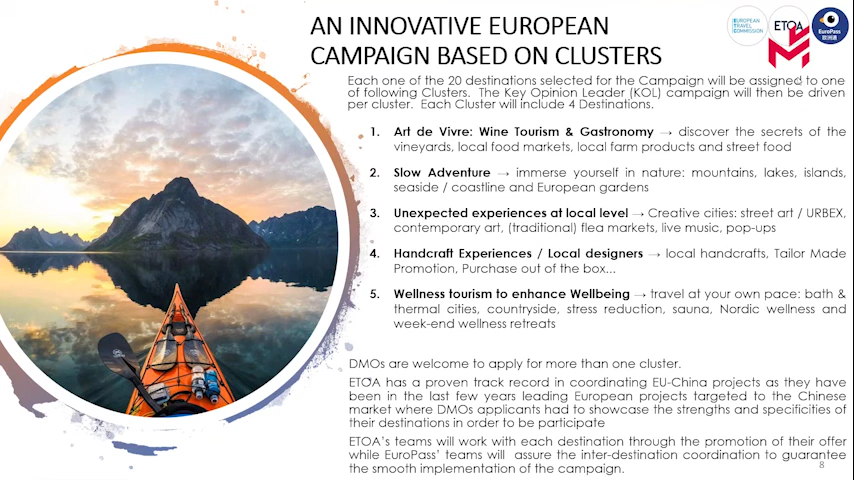 AN INNOVATIVE EUROPEAN
CAMPAIGN BASED ON CLUSTERS
EUROPEAN
TRAVEL
COMMISSION
ETOA
EuroPass
欧洲通
Each one of the 20 destinations selected for the Campaign will be assigned to one
of following Clusters. The Key Opinion Leader (KOL) campaign will then be driven
per cluster. Each Cluster will include 4 Destinations.
1. Art de Vivre: Wine Tourism & Gastronomy → discover the secrets of the
vineyards, local food markets, local farm products and street food
2. Slow Adventure → immerse yourself in nature: mountains, lakes, islands,
seaside / coastline and European gardens
3. Unexpected experiences at local level → Creative cities: street art / URBEX,
contemporary art, (traditional) flea markets, live music, pop-ups
4. Handcraft Experiences / Local designers → local handcrafts, Tailor Made
Promotion, Purchase out of the box...
5. Wellness tourism to enhance Wellbeing → travel at your own pace: bath &
thermal cities, countryside, stress reduction, sauna, Nordic wellness and
week-end wellness retreats
DMOs are welcome to apply for more than one cluster.
ETOA has a proven track record in coordinating EU-China projects as they have
been in the last few years leading European projects targeted to the Chinese
market where DMOs applicants had to showcase the strengths and specificities of
their destinations in order to be participate
ETOA's teams will work with each destination through the promotion of their offer
while EuroPass' teams will assure the inter-destination coordination to guarantee
the smooth implementation of the campaign.
8